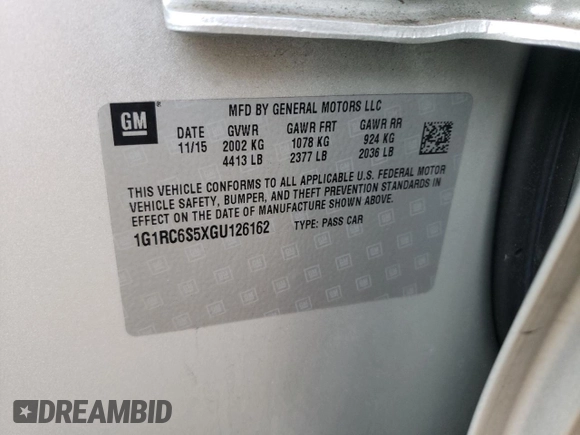 GM
MFD BY GENERAL MOTORS LLC
DATE GVWR GAWR FRT GAWR RR
11/15 2002 KG 1078 KG 924 KG
4413 LB 2377 LB 2036 LB
THIS VEHICLE CONFORMS TO ALL APPLICABLE U.S. FEDERAL MOTOR
VEHICLE SAFETY, BUMPER, AND THEFT PREVENTION STANDARDS IN
EFFECT ON THE DATE OF MANUFACTURE SHOWN ABOVE.
1G1RC6S5XGU126162 TYPE: PASS CAR
DREAMBID